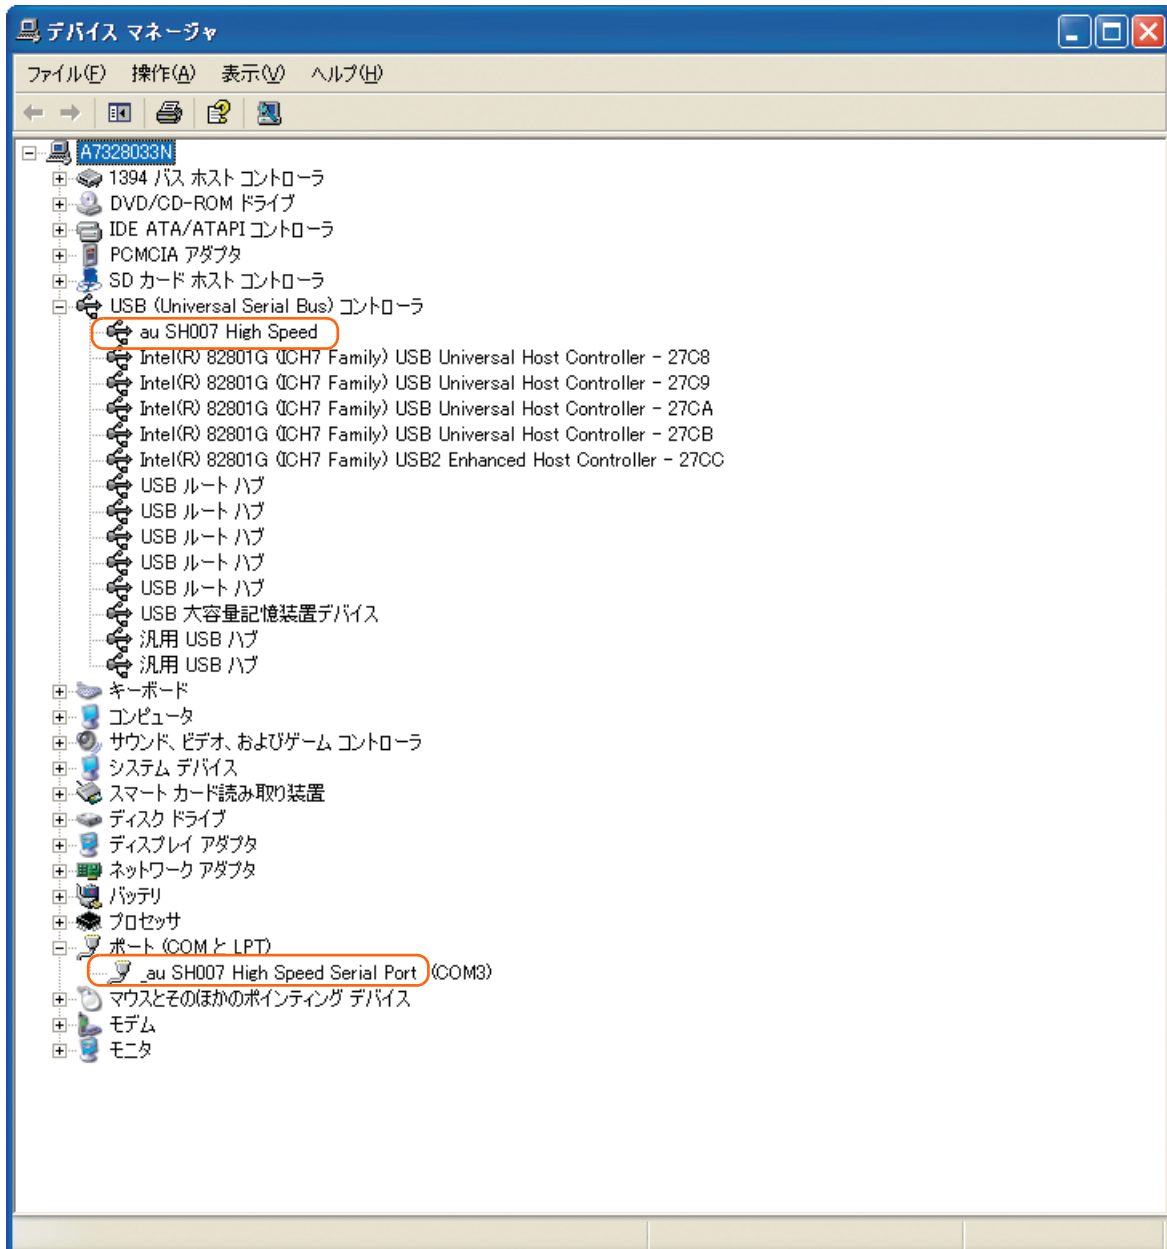 デバイス マネージャ
ファイル(F) 操作(A) 表示(V) ヘルプ(H)
A7328033N
1394 バス ホスト コントローラ
DVD/CD-ROM ドライブ
IDE ATA/ATAPI コントローラ
PCMCIA アダプタ
SD カード ホスト コントローラ
USB (Universal Serial Bus) コントローラ
au SH007 High Speed
Intel(R) 82801G (ICH7 Family) USB Universal Host Controller - 27C8
Intel(R) 82801G (ICH7 Family) USB Universal Host Controller - 27C9
Intel(R) 82801G (ICH7 Family) USB Universal Host Controller - 27CA
Intel(R) 82801G (ICH7 Family) USB Universal Host Controller - 27CB
Intel(R) 82801G (ICH7 Family) USB2 Enhanced Host Controller - 27CC
USB ルート ハブ
USB ルート ハブ
USB ルート ハブ
USB ルート ハブ
USB ルート ハブ
USB 大容量記憶装置デバイス
汎用 USB ハブ
汎用 USB ハブ
キーボード
コンピュータ
サウンド、ビデオ、およびゲーム コントローラ
システム デバイス
スマート カード読み取り装置
ディスク ドライブ
ディスプレイ アダプタ
ネットワーク アダプタ
バッテリ
プロセッサ
ポート (COM と LPT)
_au SH007 High Speed Serial Port (COM3)
マウスとそのほかのポインティング デバイス
モデム
モニタ